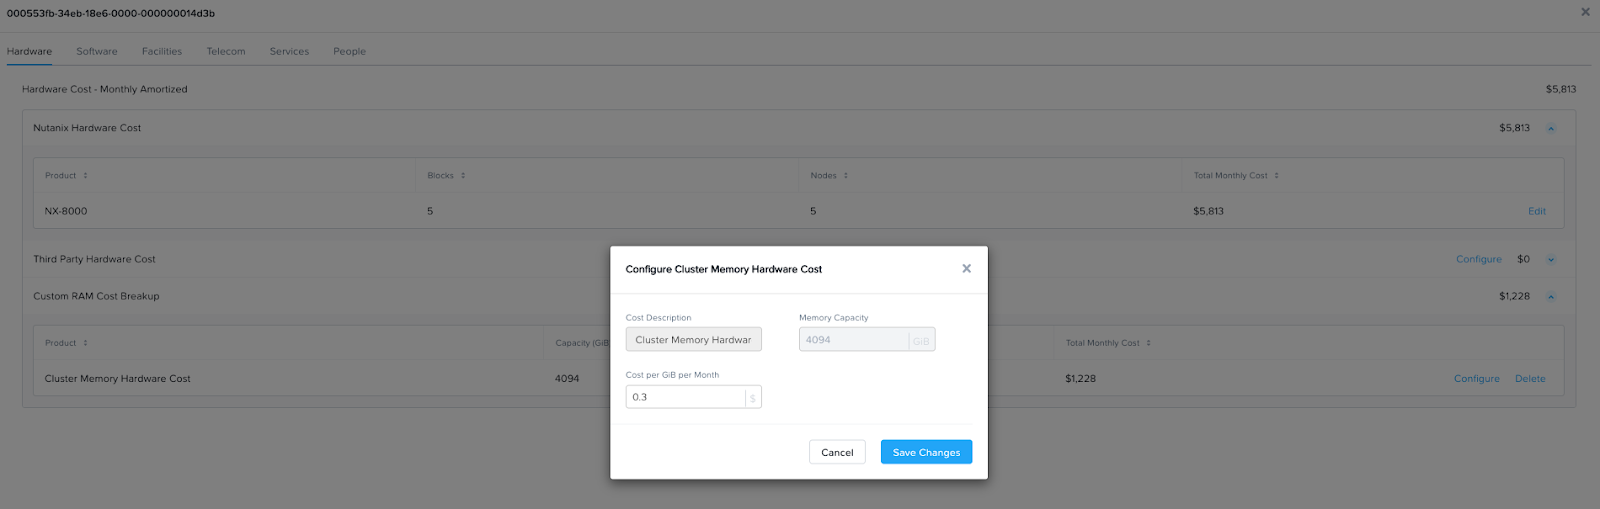 000553fb-34eb-18e6-0000-000000014d3b
Hardware Software Facilities Telecom Services People
Hardware Cost - Monthly Amortized $5,813
Nutanix Hardware Cost $5,813
Product Blocks Nodes Total Monthly Cost
NX-8000 5 5 $5,813 Edit
Third Party Hardware Cost Configure $0
Custom RAM Cost Breakup $1,228
Product Capacity (GiB Total Monthly Cost
Cluster Memory Hardware Cost 4094 $1,228 Configure Delete
Configure Cluster Memory Hardware Cost
Cost Description Memory Capacity
Cluster Memory Hardwar 4094 GiB
Cost per GiB per Month
0.3 $
Cancel Save Changes